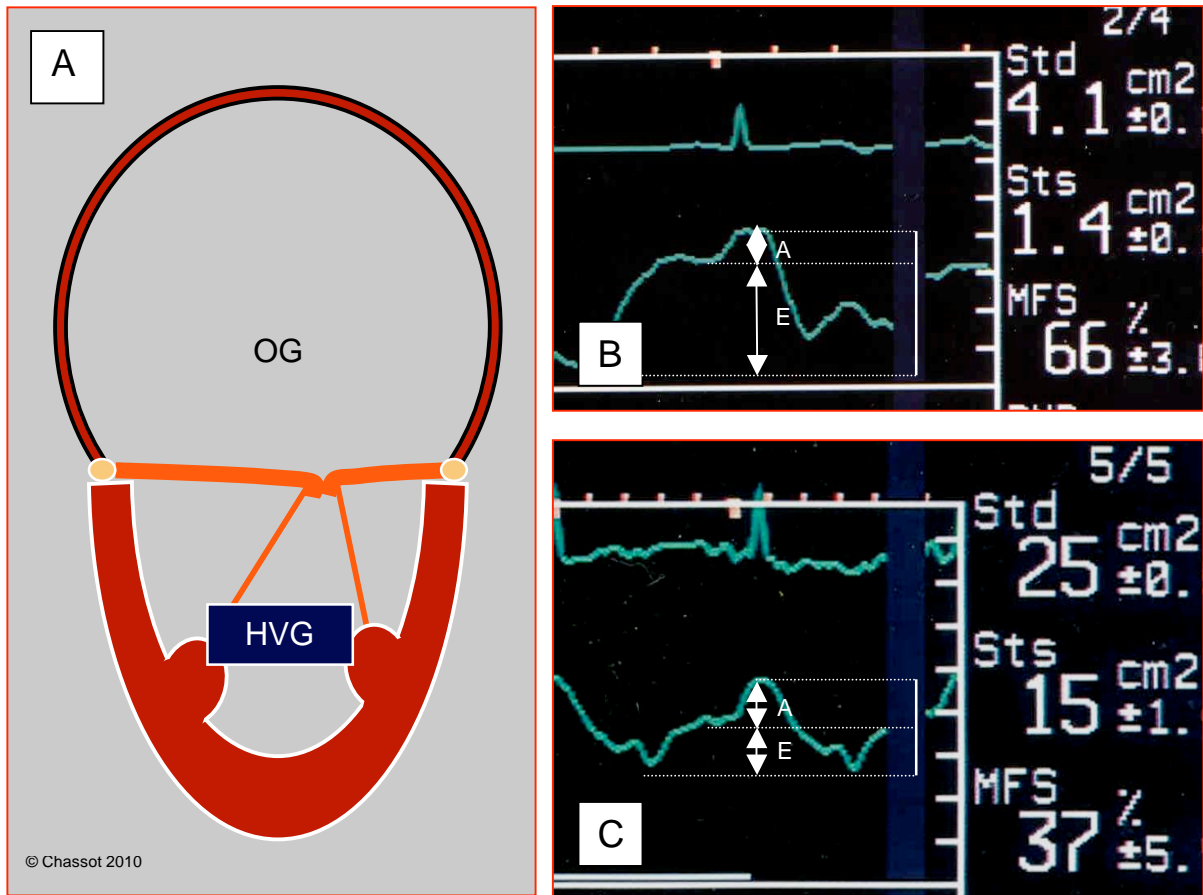 A
OG
HVG
© Chassot 2010
2/4
Std
4.1 cm2
±0.
Sts
1.4 cm2
±0.
MFS
66 %
±3.
A
E
B
5/5
Std
25 cm2
±0.
Sts
15 cm2
±1.
MFS
37 %
±5.
A
E
C